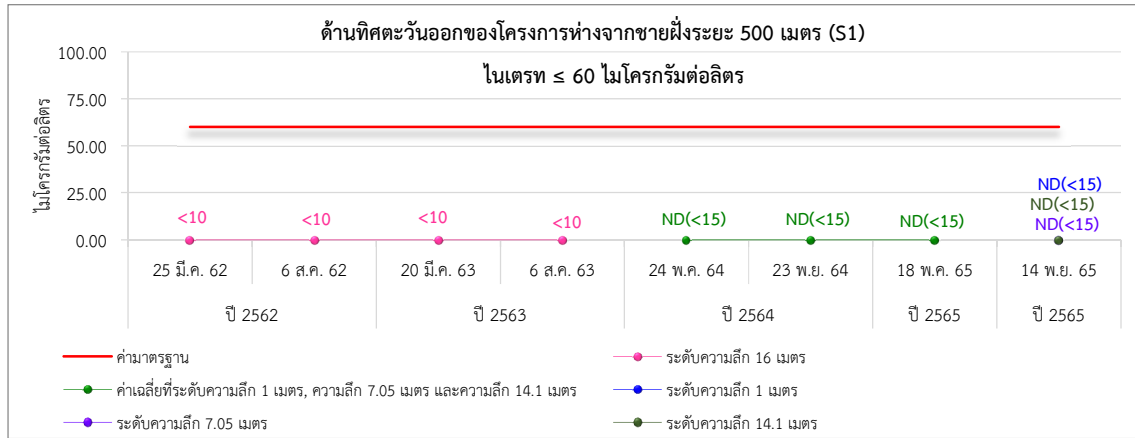 ด้านทิศตะวันออกของโครงการห่างจากชายฝั่งระยะ 500 เมตร (S1)
ไนเตรท ≤ 60 ไมโครกรัมต่อลิตร
ไมโครกรัมต่อลิตร
100.00
75.00
50.00
25.00
0.00
<10 <10 <10 <10 ND(<15) ND(<15) ND(<15)
ND(<15)
ND(<15)
ND(<15)
25 มี.ค. 62 6 ส.ค. 62 20 มี.ค. 63 6 ส.ค. 63 24 พ.ค. 64 23 พ.ย. 64 18 พ.ค. 65 14 พ.ย. 65
ปี 2562 ปี 2563 ปี 2564 ปี 2565 ปี 2565
ค่ามาตรฐาน ระดับความลึก 16 เมตร
ค่าเฉลี่ยที่ระดับความลึก 1 เมตร, ความลึก 7.05 เมตร และความลึก 14.1 เมตร ระดับความลึก 1 เมตร
ระดับความลึก 7.05 เมตร ระดับความลึก 14.1 เมตร